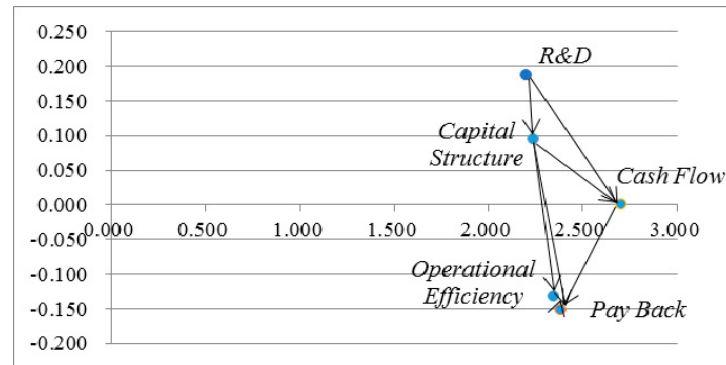 0.250
0.200
R&D
0.150
0.100
Capital
Structure
0.050
Cash Flow
0.000
0.000 0.500 1.000 1.500 2.000 2.500 3.000
-0.050
-0.100
Operational
Efficiency
-0.150
Pay Back
-0.200